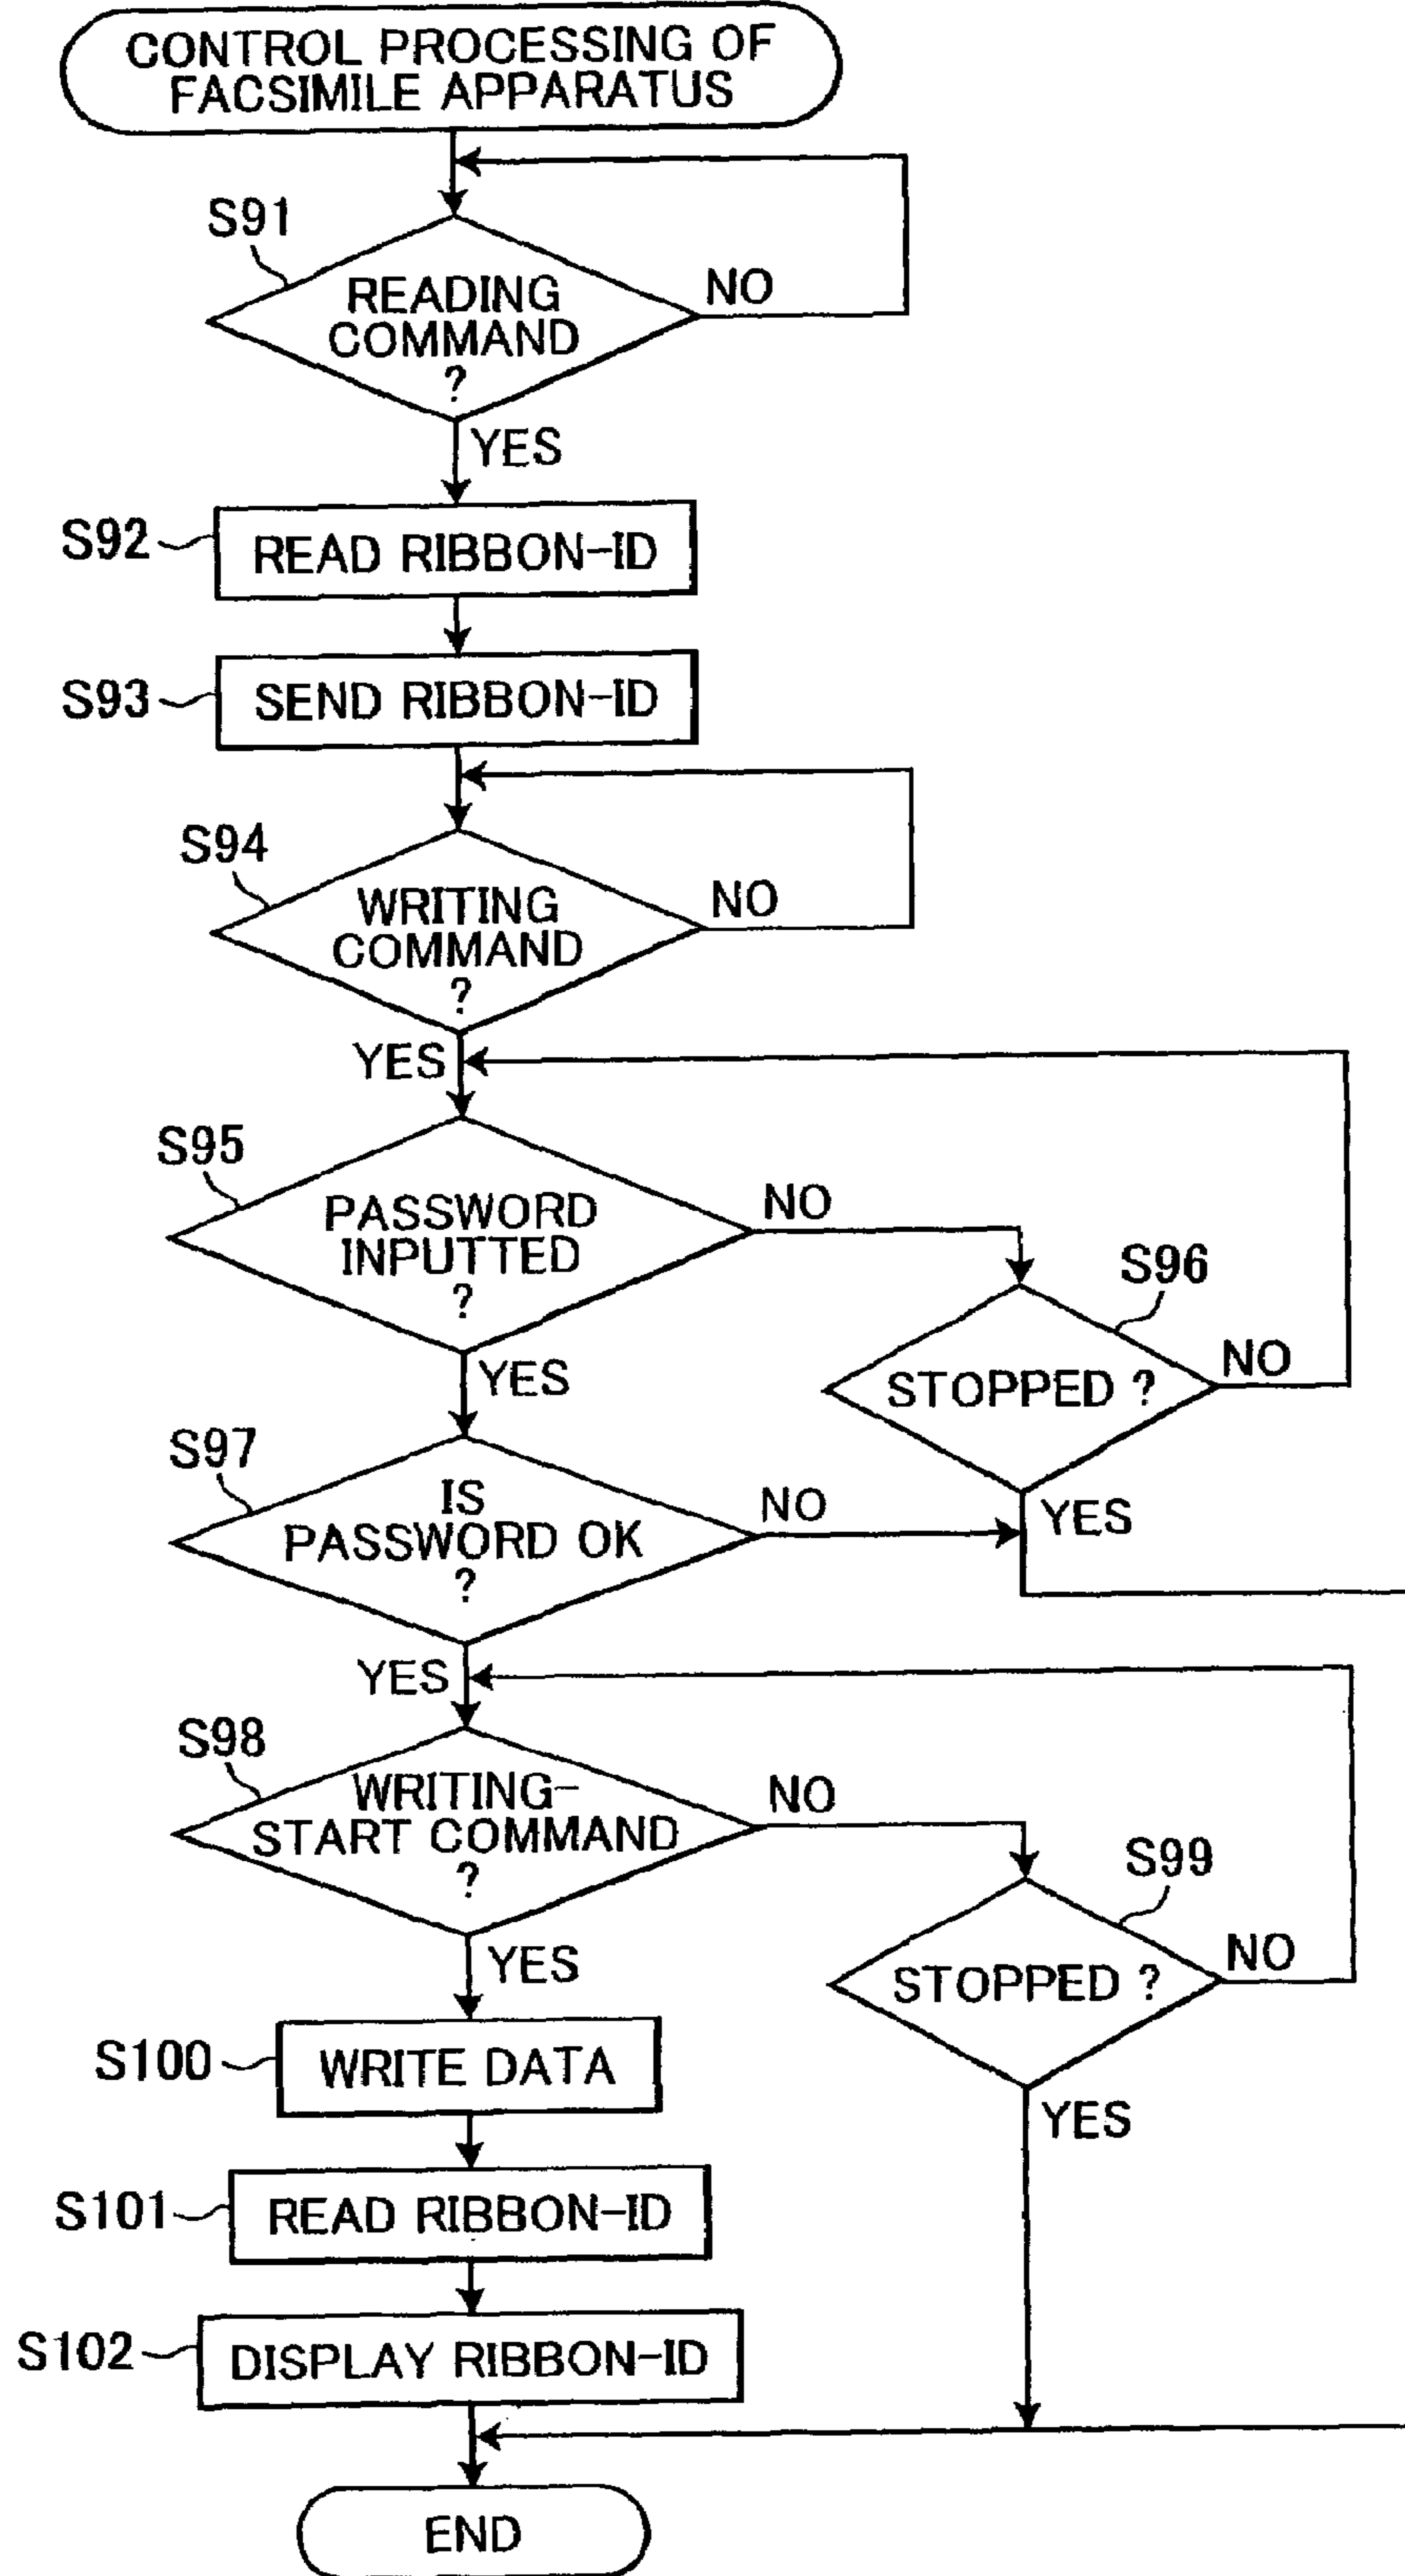 CONTROL PROCESSING OF
FACSIMILE APPARATUS
S91
READING
COMMAND
?
NO
YES
S92
READ RIBBON-ID
S93
SEND RIBBON-ID
S94
WRITING
COMMAND
?
NO
YES
S95
PASSWORD
INPUTTED
?
NO
S96
STOPPED ?
NO
YES
YES
S97
IS
PASSWORD OK
?
NO
YES
S98
WRITING-
START COMMAND
?
NO
S99
STOPPED ?
NO
YES
YES
S100
WRITE DATA
S101
READ RIBBON-ID
S102
DISPLAY RIBBON-ID
END